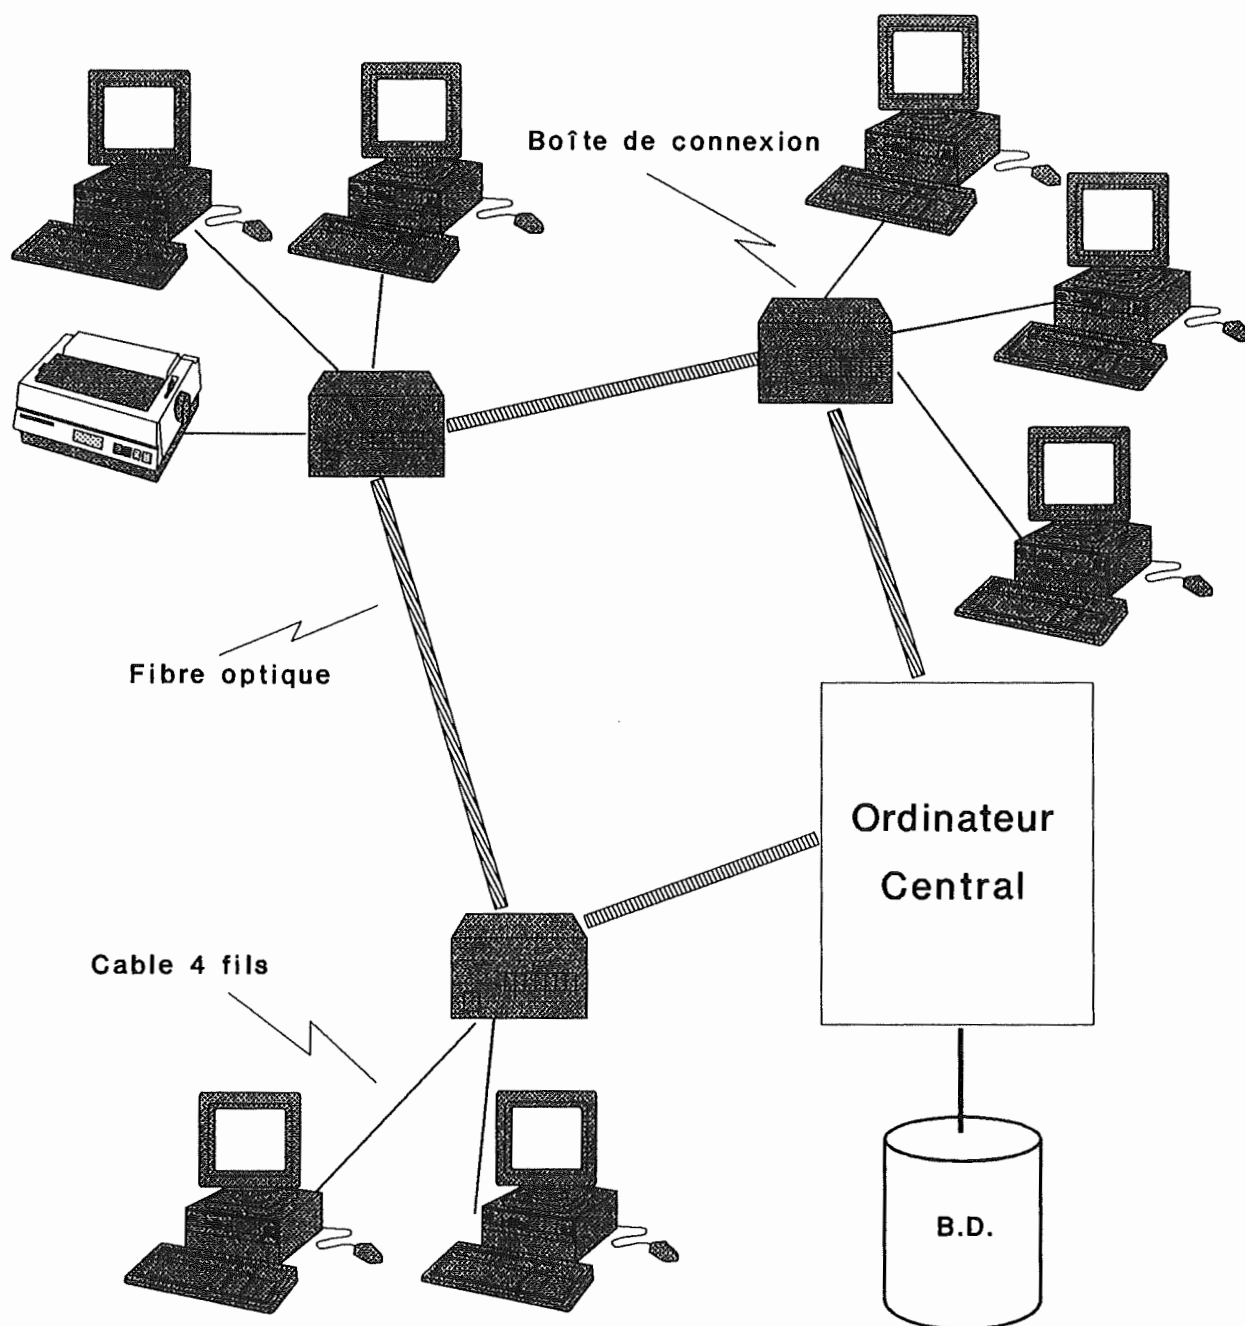 Boîte de connexion
Fibre optique
Ordinateur
Central
Cable 4 fils
B.D.